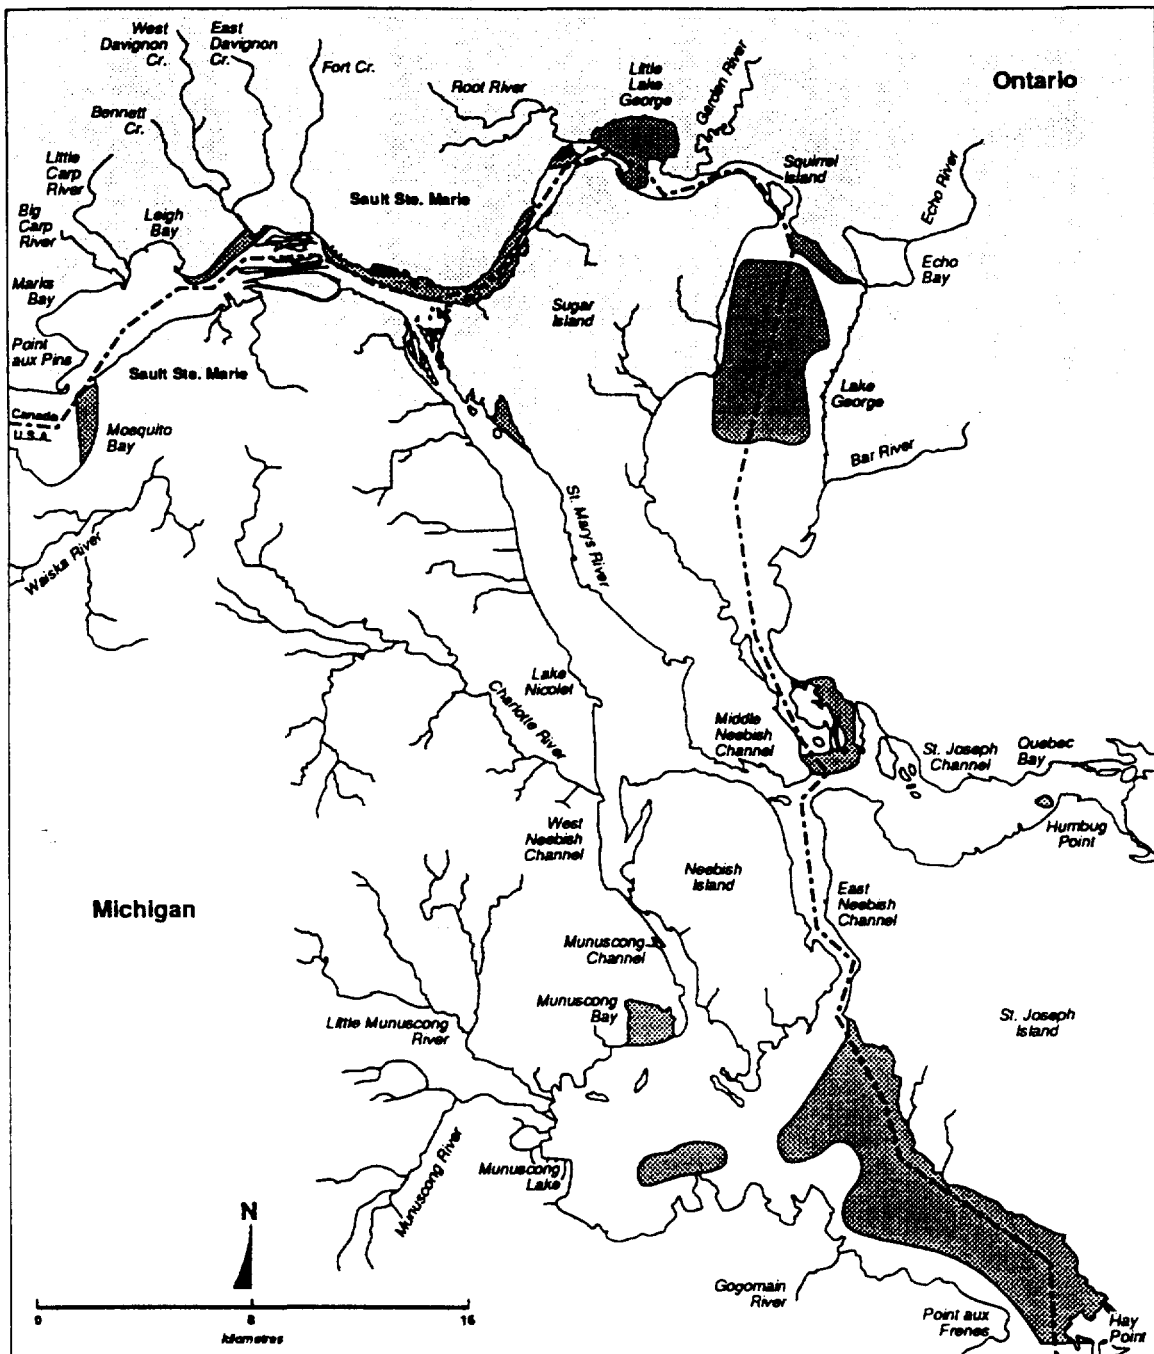 West
Davignon
Cr.
East
Davignon
Cr.
Fort Cr.
Root River
Little
Lake
George
Garden River
Ontario
Bennett
Cr.
Little
Carp
River
Big
Carp
River
Leigh
Bay
Sault Ste. Marie
Squirrel
Island
Echo River
Echo
Bay
Marks
Bay
Point
aux Pins
Sault Ste. Marie
Sugar
Island
Lake
George
Canada
U.S.A.
Mosquito
Bay
Bar River
St. Marys River
Waiska River
Lake
Nicolet
Charlotte River
Middle
Neebish
Channel
St. Joseph
Channel
Quebec
Bay
West
Neebish
Channel
Humbug
Point
Neebish
Island
East
Neebish
Channel
Michigan
Munuscong
Channel
Munuscong
Bay
Little Munuscong
River
St. Joseph
Island
Munuscong River
Munuscong
Lake
N
Gogomain
River
Point aux
Frenes
Hay
Point
0 8 16
kilometres